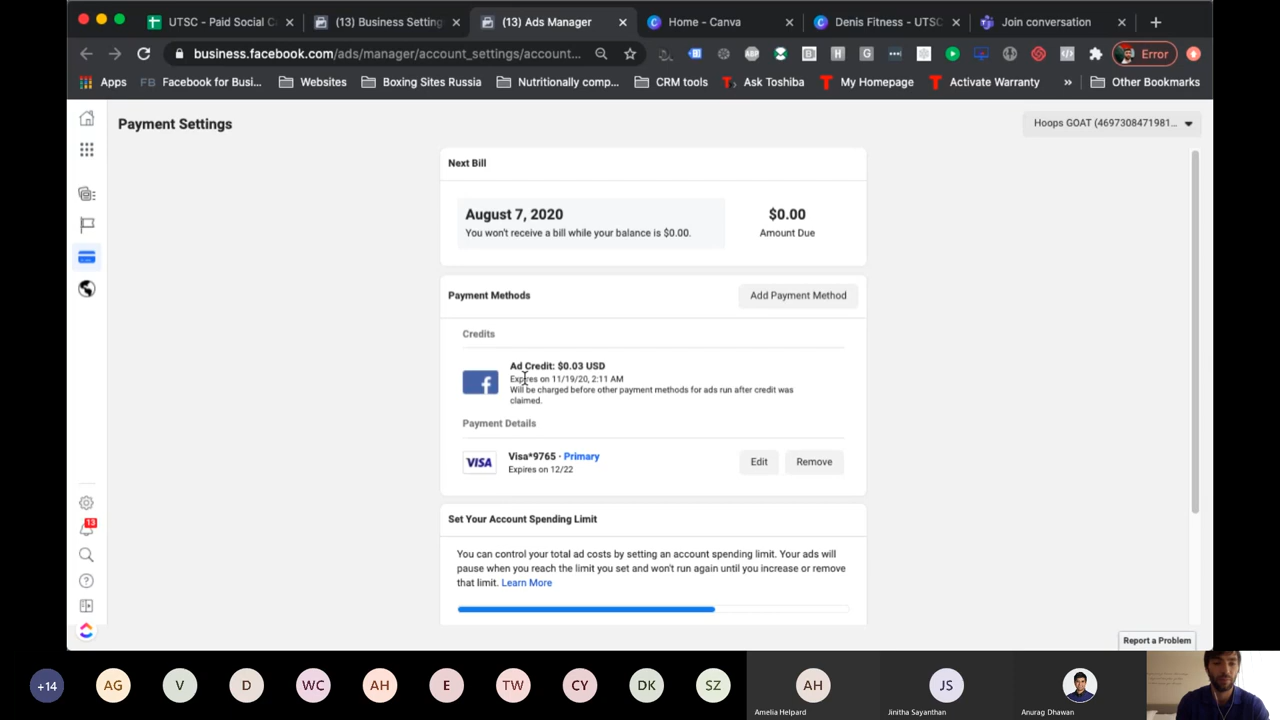 UTSC - Paid Social C
(13) Business Setting
(13) Ads Manager
Home - Canva
Denis Fitness - UTSC
Join conversation
business.facebook.com/ads/manager/account_settings/account...
ABP
H
G
Error
Apps
FB Facebook for Busi...
Websites
Boxing Sites Russia
Nutritionally comp...
CRM tools
Ask Toshiba
My Homepage
Activate Warranty
»
Other Bookmarks
Payment Settings
Hoops GOAT (4697308471981...
Next Bill
August 7, 2020
$0.00
You won't receive a bill while your balance is $0.00.
Amount Due
Payment Methods
Add Payment Method
Credits
Ad Credit: $0.03 USD
Expires on 11/19/20, 2:11 AM
Will be charged before other payment methods for ads run after credit was
claimed.
Payment Details
VISA
Visa*9765 · Primary
Expires on 12/22
Edit
Remove
Set Your Account Spending Limit
You can control your total ad costs by setting an account spending limit. Your ads will
pause when you reach the limit you set and won't run again until you increase or remove
that limit. Learn More
13
Report a Problem
+14
AG
V
D
WC
AH
E
TW
CY
DK
SZ
AH
JS
Amelia Helpard
Jinitha Sayanthan
Anurag Dhawan